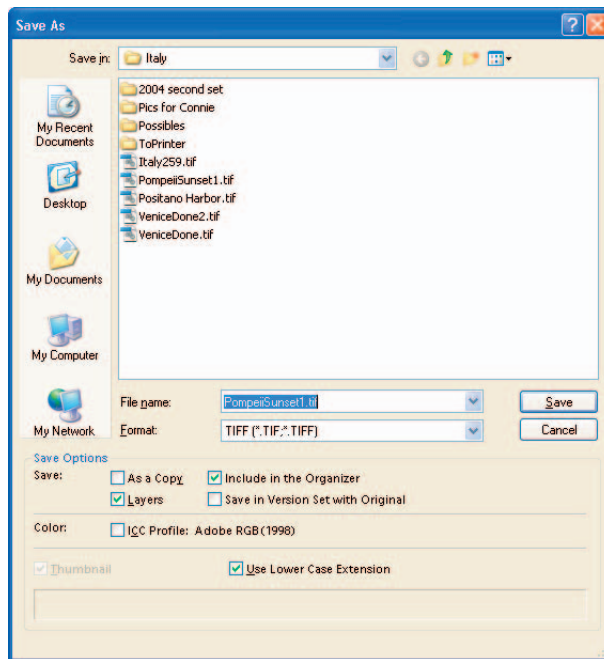 Save As
Save in: Italy
2004 second set
Pics for Connie
Possibles
ToPrinter
Italy259.tif
PompeiiSunset1.tif
Positano Harbor.tif
VeniceDone2.tif
VeniceDone.tif
My Recent
Documents
Desktop
My Documents
My Computer
My Network
File name: PompeiiSunset1.tif Save
Format: TIFF (*.TIF;*.TIFF) Cancel
Save Options
Save: As a Copy Include in the Organizer
Layers Save in Version Set with Original
Color: ICC Profile: Adobe RGB(1998)
Thumbnail Use Lower Case Extension